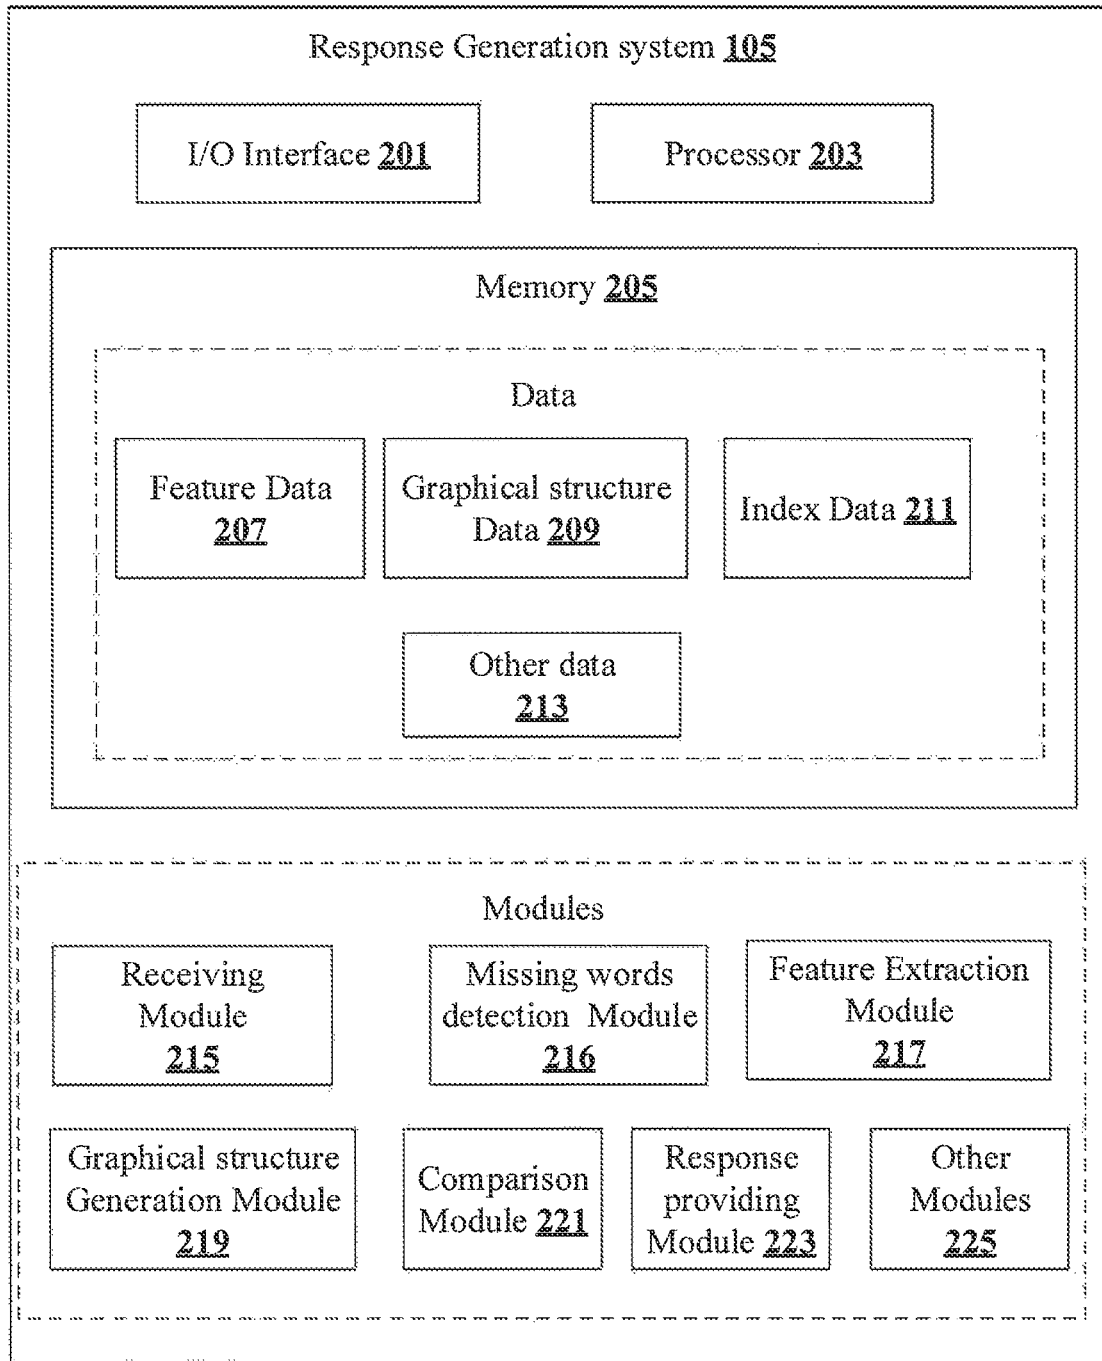 Response Generation system 105
I/O Interface 201
Processor 203
Memory 205
Data
Feature Data
207
Graphical structure
Data 209
Index Data 211
Other data
213
Modules
Receiving
Module
215
Missing words
detection Module
216
Feature Extraction
Module
217
Graphical structure
Generation Module
219
Comparison
Module 221
Response
providing
Module 223
Other
Modules
225